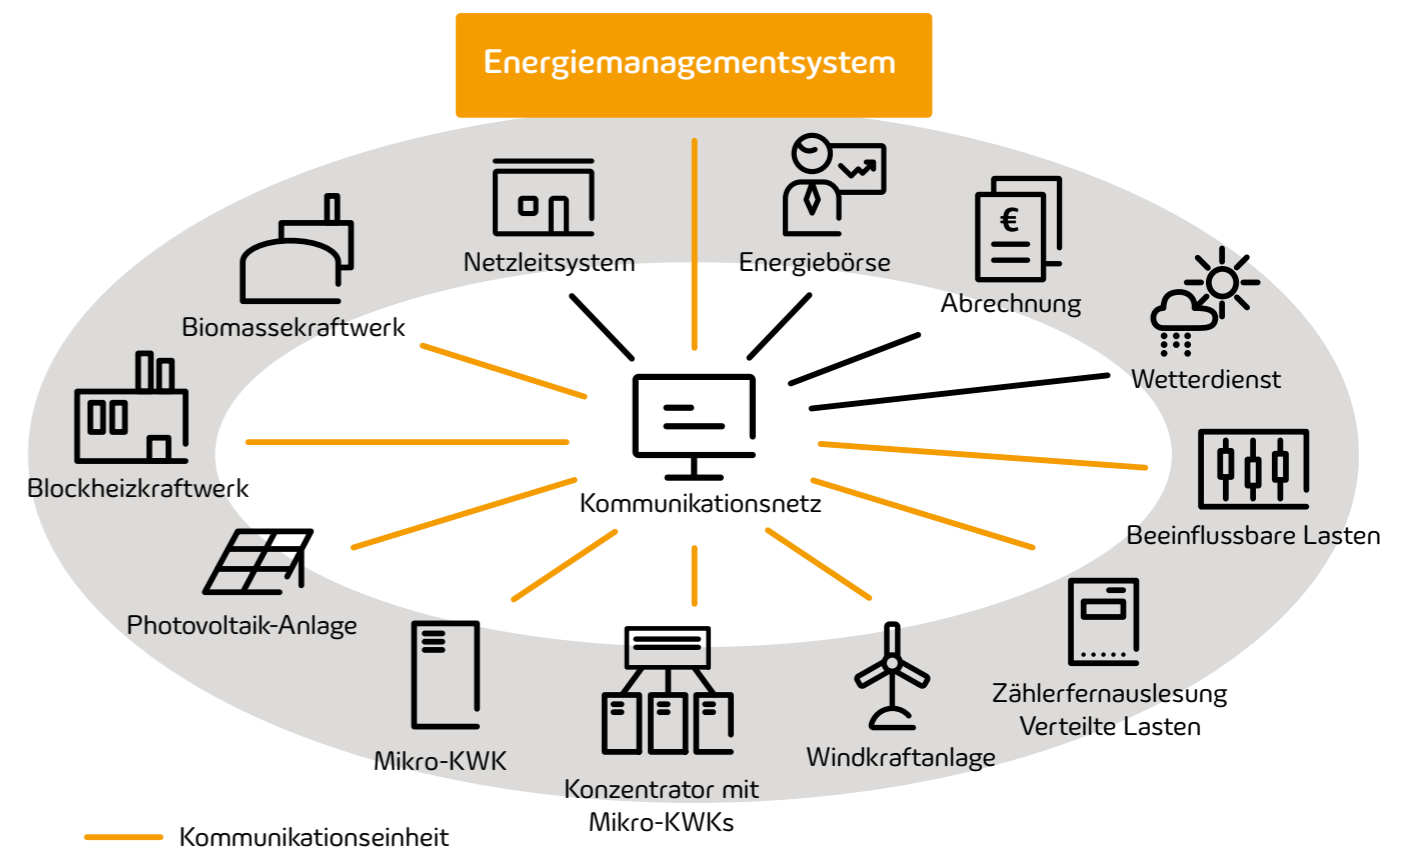 Energiemanagementsystem
Netzleitsystem
Energiebörse
€
Abrechnung
Biomassekraftwerk
Wetterdienst
Blockheizkraftwerk
Kommunikationsnetz
Beeinflussbare Lasten
Photovoltaik-Anlage
Zählerfernauslesung
Verteilte Lasten
Mikro-KWK
Windkraftanlage
Konzentrator mit
Mikro-KWKs
Kommunikationseinheit